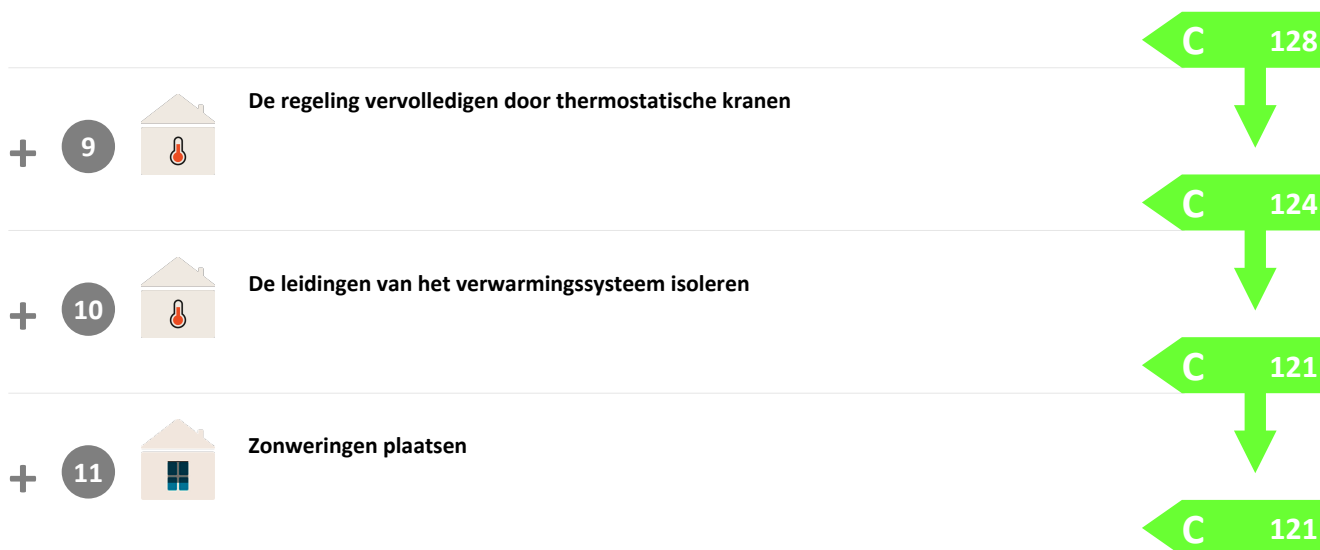 C 128
De regeling vervolledigen door thermostatische kranen
+ 9
C 124
De leidingen van het verwarmingssysteem isoleren
+ 10
C 121
Zonweringen plaatsen
+ 11
C 121